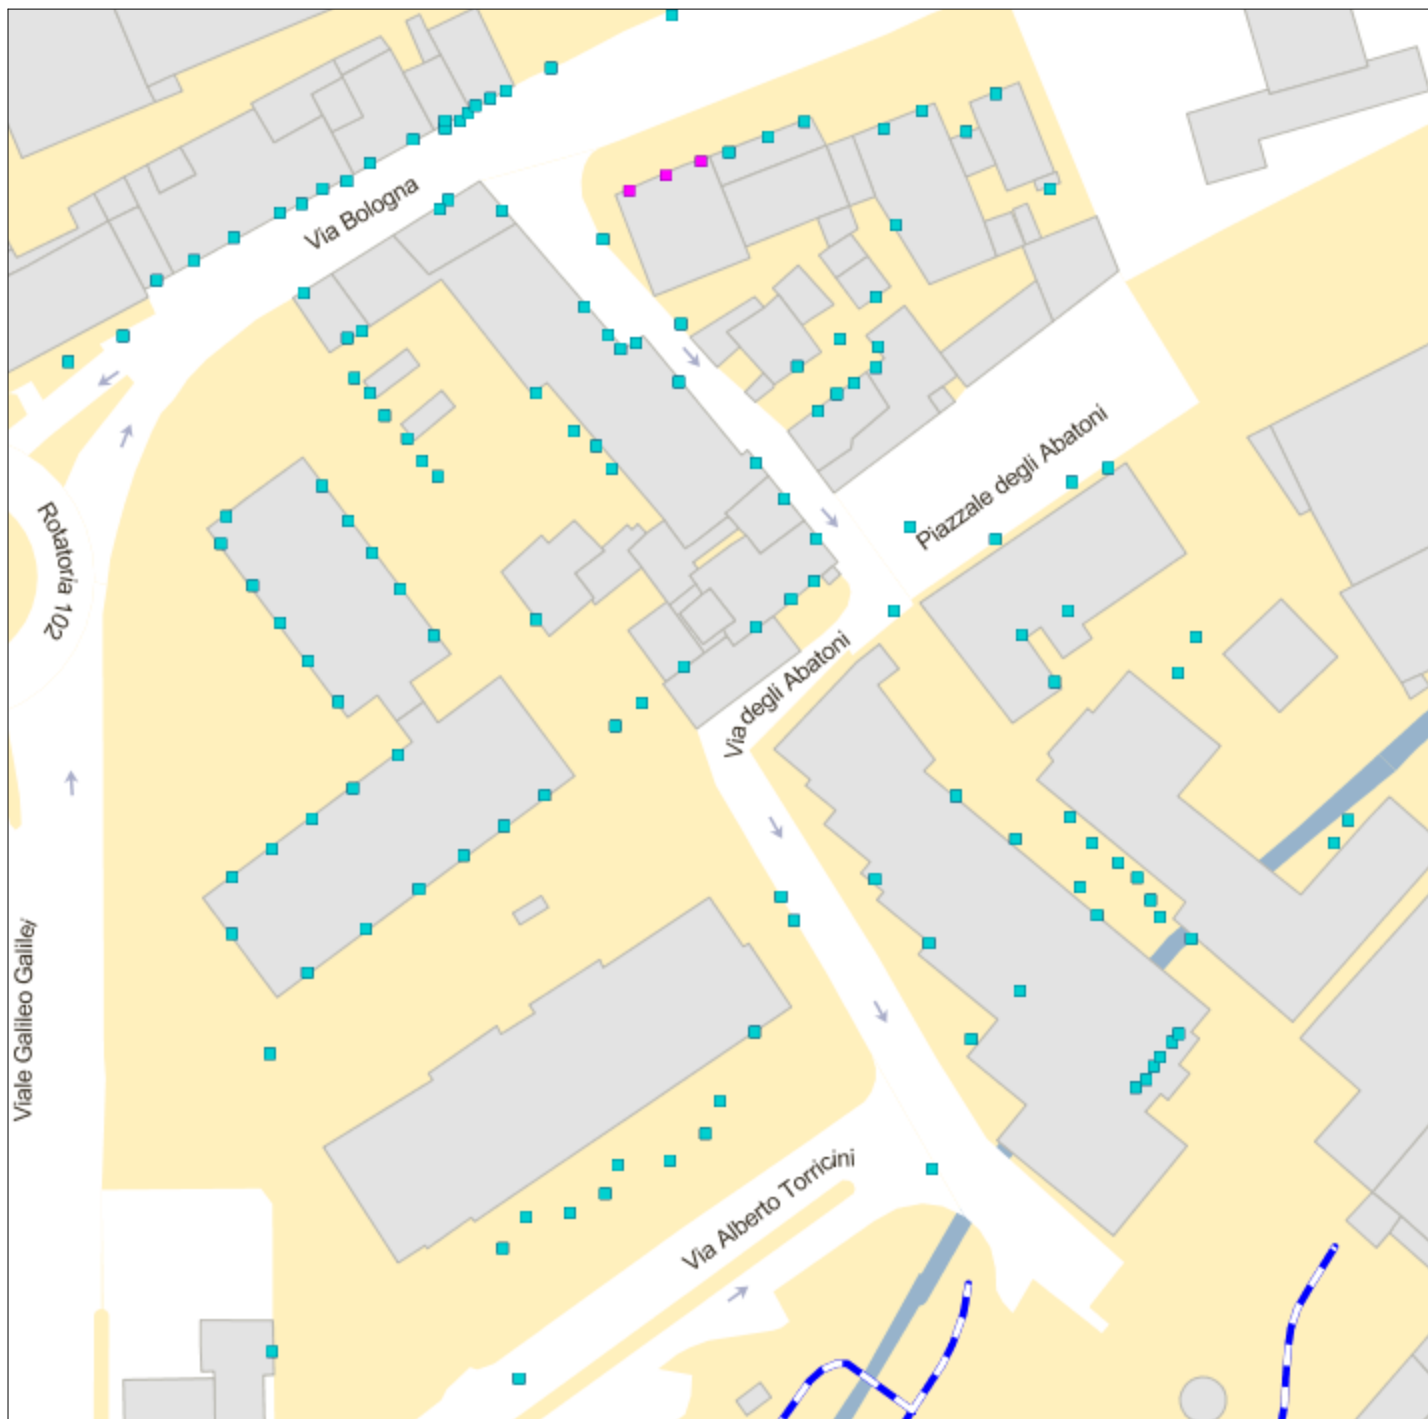 Via Bologna
Piazzale degli Abatoni
Rotatoria 102
Via degli Abatoni
Viale Galileo Galilei
Via Alberto Torricini